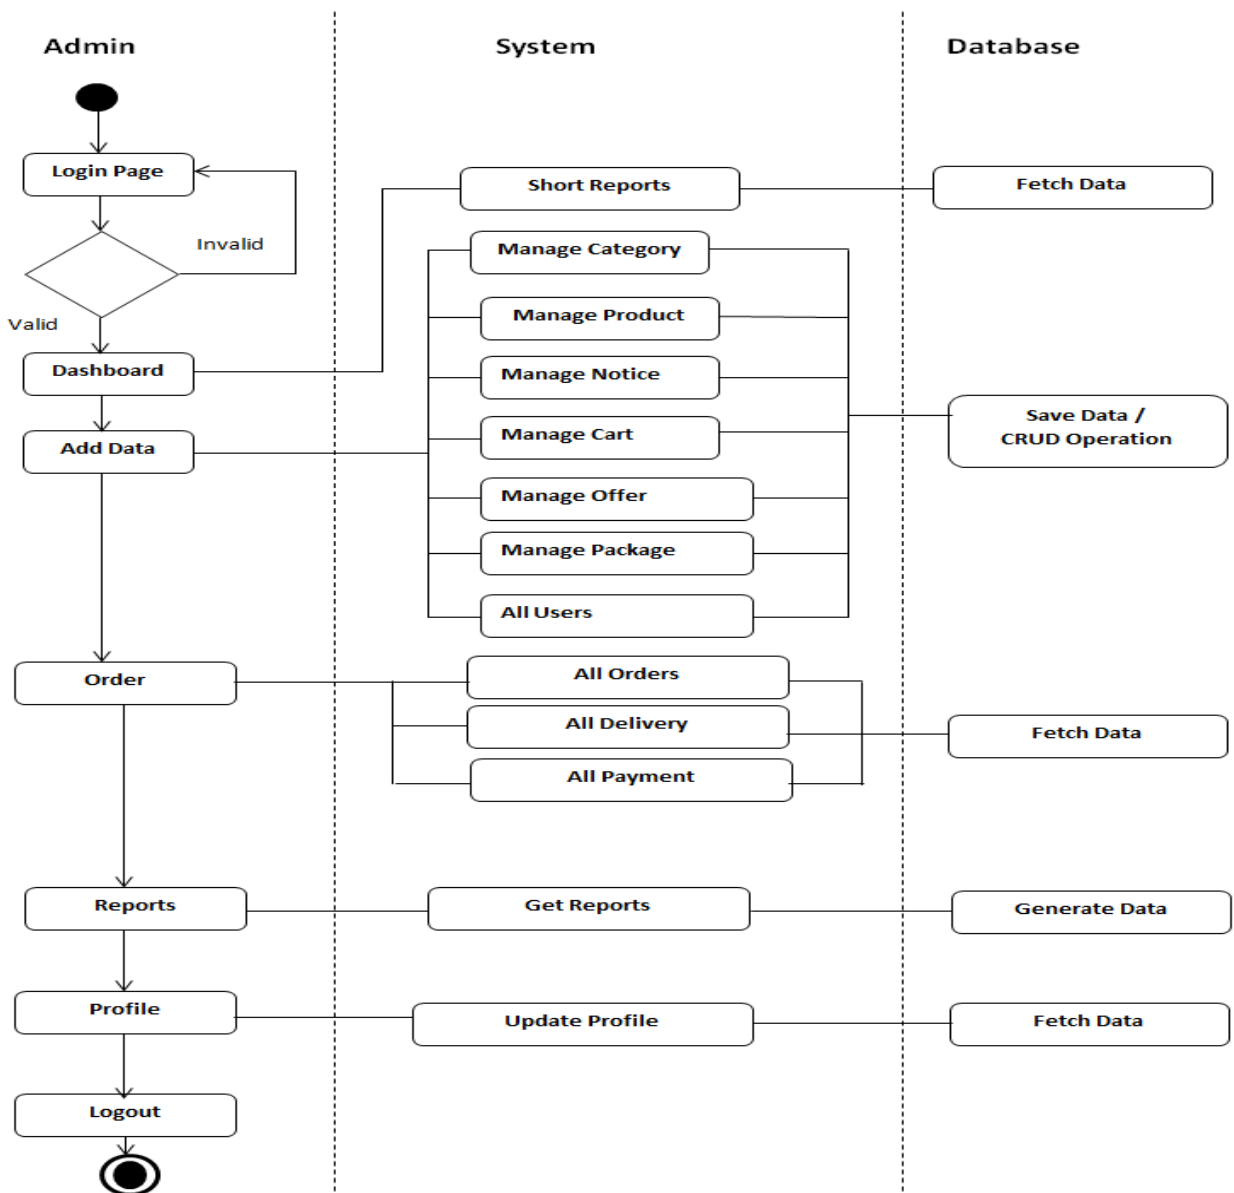 Admin
System
Database
Login Page
Short Reports
Fetch Data
Invalid
Manage Category
Manage Product
Valid
Dashboard
Manage Notice
Add Data
Manage Cart
Save Data /
CRUD Operation
Manage Offer
Manage Package
All Users
Order
All Orders
All Delivery
Fetch Data
All Payment
Reports
Get Reports
Generate Data
Profile
Update Profile
Fetch Data
Logout